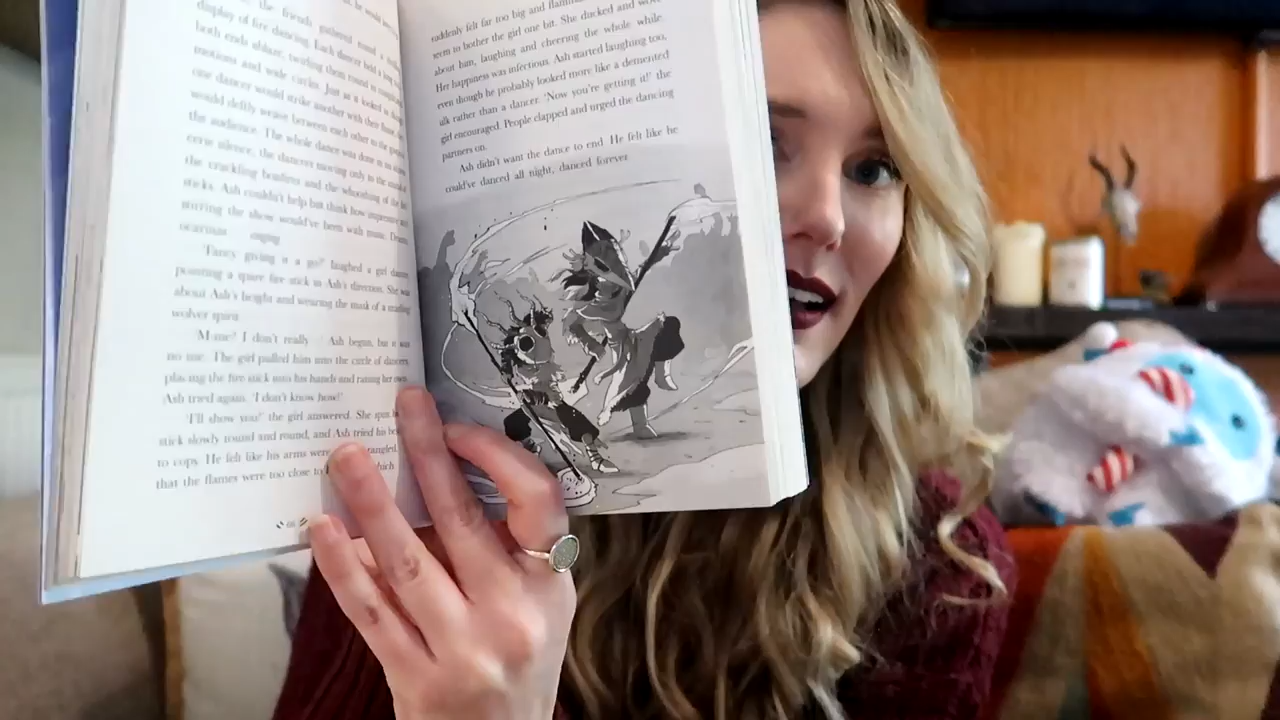 the friends gathered round a
display of fire dancing. Each dancer held a long
both ends ablaze, twirling them round in
motions and wide circles. Just as it looked
one dancer would strike another with their
would deftly weave between each other to the
the audience. The whole dance was done in
eerie silence, the dancers moving only to the
the crackling bonfires and the whooshing of the
sticks. Ash couldn't help but think how impressive
stirring the show would've been with music. Drums,
ocarinas singing
'Fancy giving it a go?' laughed a girl dancer,
pointing a spare fire stick in Ash's direction. She was
about Ash's height and wearing the mask of a
wolver spirit.
'M-me? I don't really –' Ash began, but it was
no use. The girl pulled him into the circle of dancers,
placing the fire stick into his hands and raising her own.
Ash tried again. 'I don't know how!'
'I'll show you!' the girl answered. She spun
stick slowly round and round, and Ash tried his best
to copy. He felt like his arms were tangled,
that the flames were too close to which
suddenly felt far too big and
seem to bother the girl one bit. She ducked and
about him, laughing and cheering the whole while
Her happiness was infectious. Ash started laughing too,
even though he probably looked more like a demented
ulk rather than a dancer. 'Now you're getting it!' the
girl encouraged. People clapped and urged the dancing
partners on.
Ash didn't want the dance to end. He felt like he
could've danced all night, danced forever.